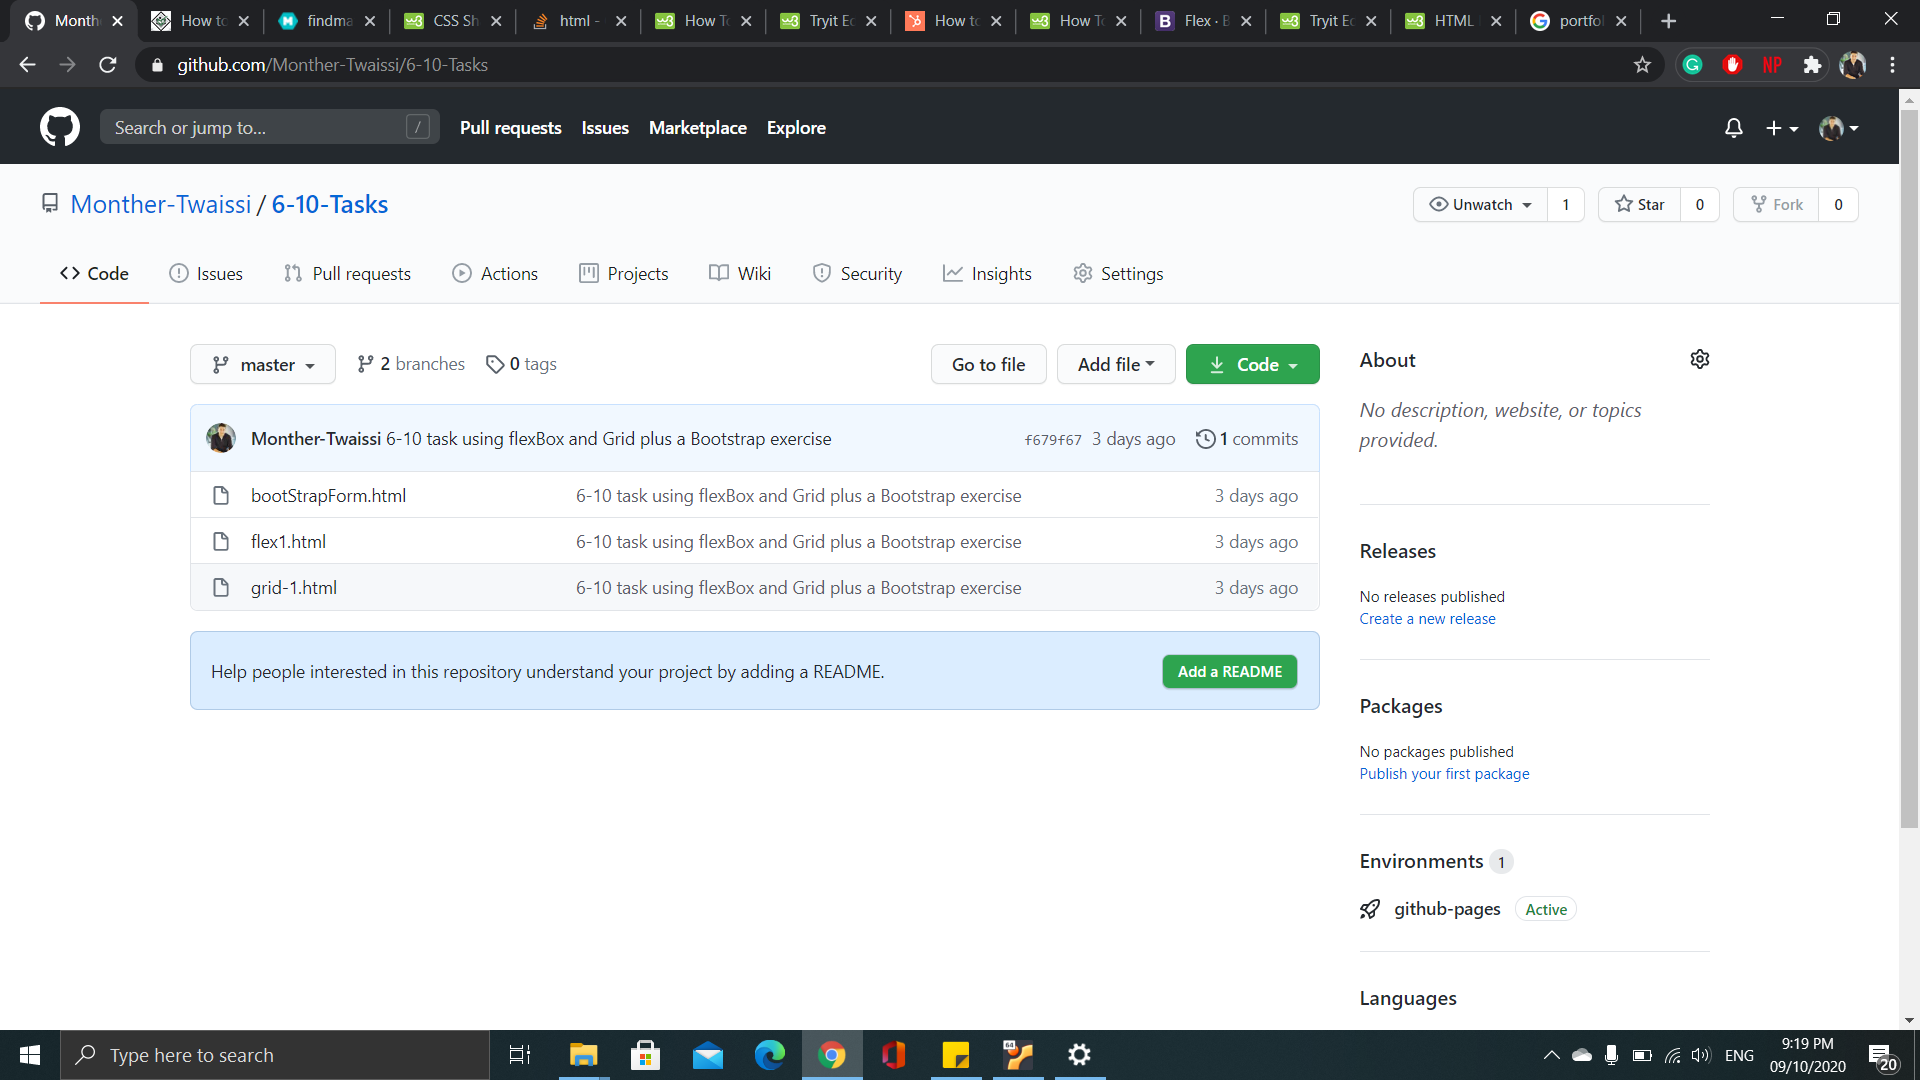 Month
How to
findma
CSS Sh
html -
How To
Tryit Ed
How to
How To
Flex · B
Tryit Ed
HTML
portfol
github.com/Monther-Twaissi/6-10-Tasks
NP
Search or jump to...
/
Pull requests
Issues
Marketplace
Explore
Monther-Twaissi / 6-10-Tasks
Unwatch 1
Star 0
Fork 0
Code
Issues
Pull requests
Actions
Projects
Wiki
Security
Insights
Settings
master
2 branches
0 tags
Go to file
Add file
Code
Monther-Twaissi 6-10 task using flexBox and Grid plus a Bootstrap exercise f679f67 3 days ago 1 commits
bootStrapForm.html 6-10 task using flexBox and Grid plus a Bootstrap exercise 3 days ago
flex1.html 6-10 task using flexBox and Grid plus a Bootstrap exercise 3 days ago
grid-1.html 6-10 task using flexBox and Grid plus a Bootstrap exercise 3 days ago
Help people interested in this repository understand your project by adding a README.
Add a README
About
No description, website, or topics
provided.
Releases
No releases published
Create a new release
Packages
No packages published
Publish your first package
Environments 1
github-pages Active
Languages
Type here to search
64
ENG
9:19 PM
09/10/2020
20